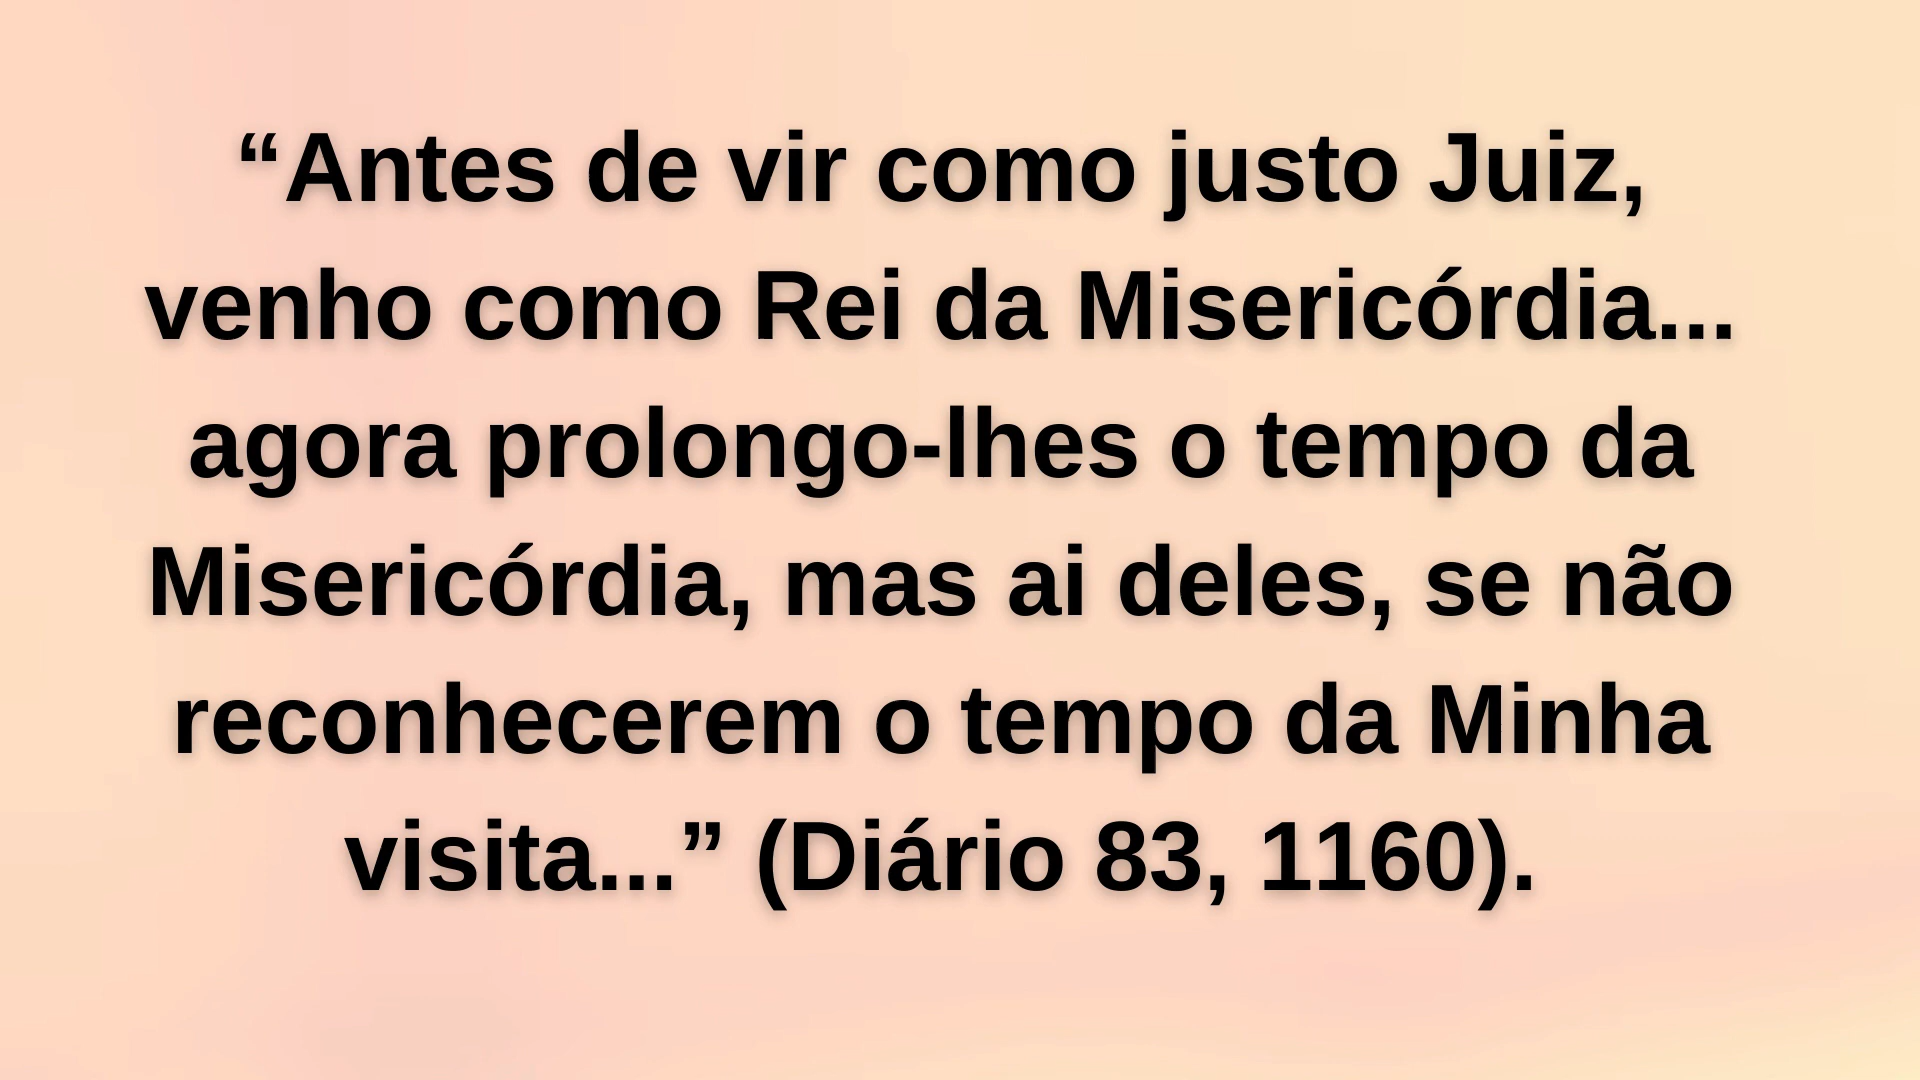 “Antes de vir como justo Juiz,
venho como Rei da Misericórdia...
agora prolongo-lhes o tempo da
Misericórdia, mas ai deles, se não
reconhecerem o tempo da Minha
visita...” (Diário 83, 1160).